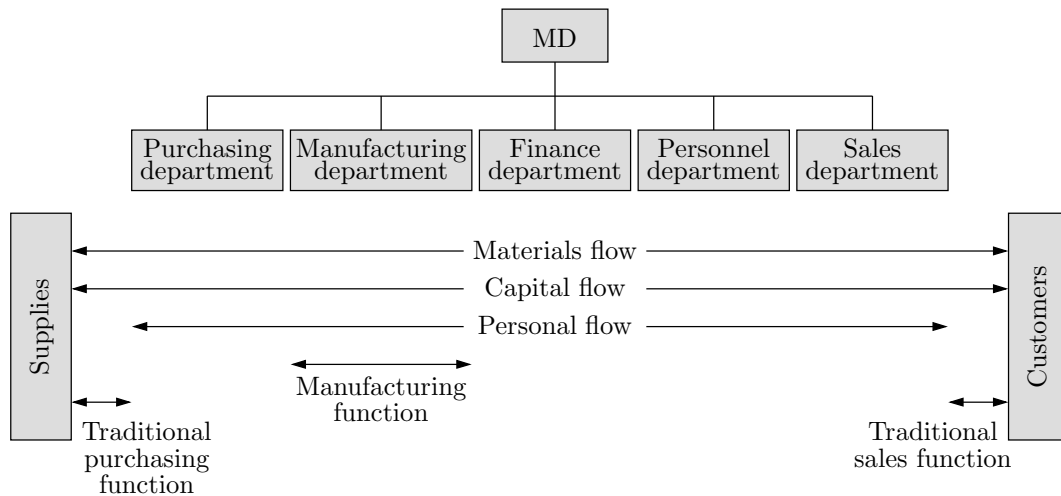 MD
Purchasing
department
Manufacturing
department
Finance
department
Personnel
department
Sales
department
Supplies
Materials flow
Capital flow
Personal flow
Manufacturing
function
Traditional
purchasing
function
Traditional
sales function
Customers